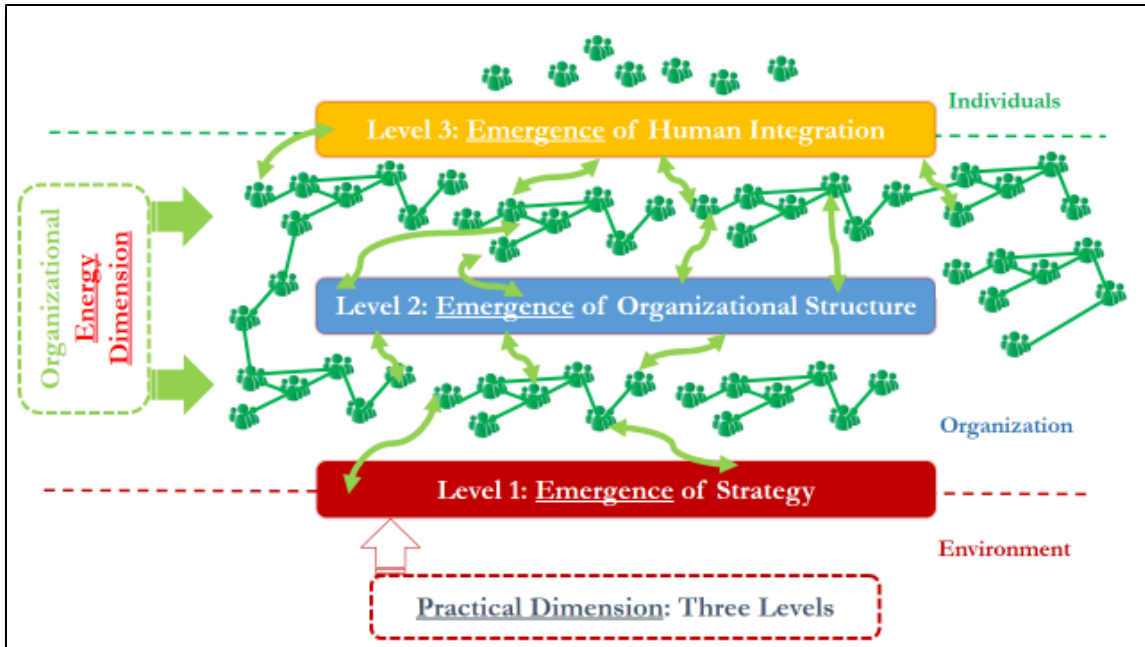 Individuals
Level 3: Emergence of Human Integration
Organizational
Energy
Dimension
Level 2: Emergence of Organizational Structure
Organization
Level 1: Emergence of Strategy
Environment
Practical Dimension: Three Levels